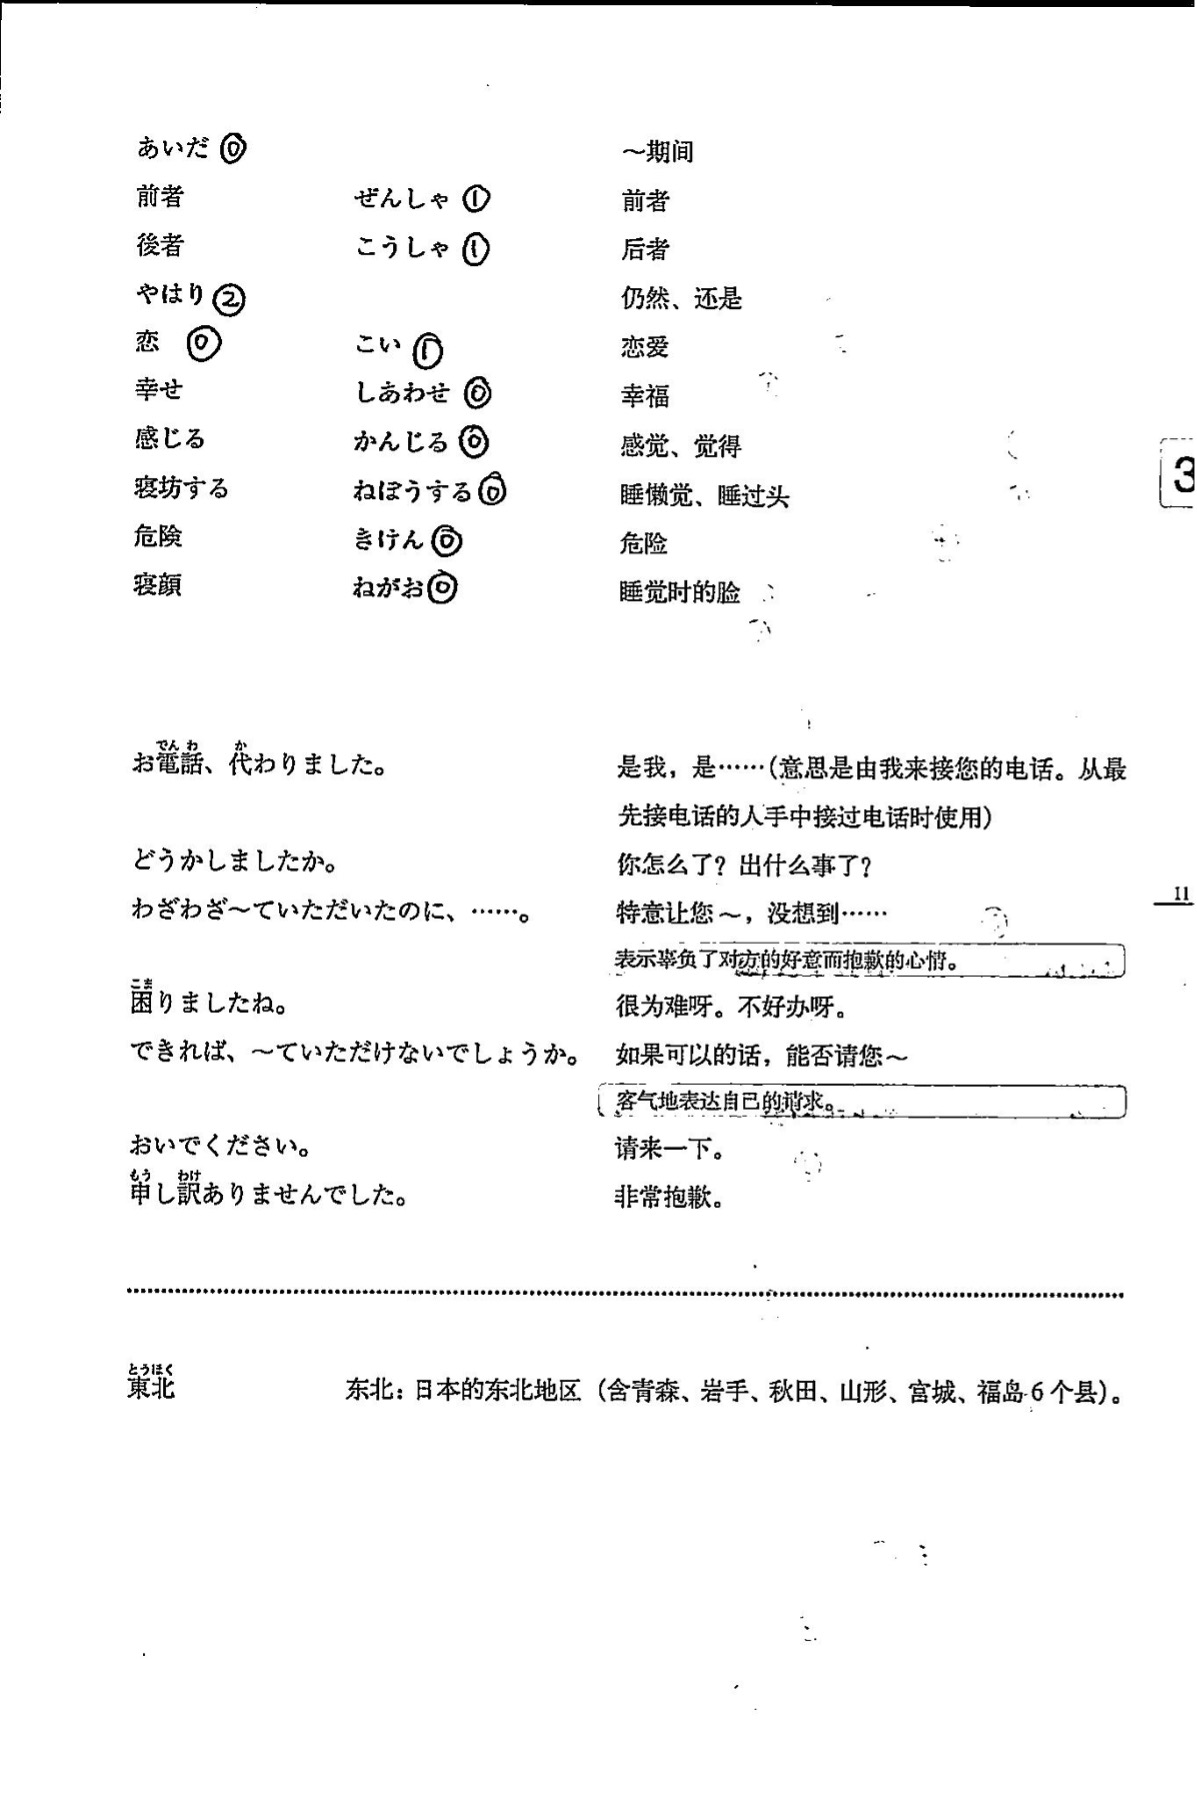 あいだ ⓪ ～期间
前者 ぜんしゃ ① 前者
後者 こうしゃ ① 后者
やはり ② 仍然、还是
恋 ⓪ こい ① 恋爱
幸せ しあわせ ⓪ 幸福
感じる かんじる ⓪ 感觉、觉得
寝坊する ねぼうする ⓪ 睡懒觉、睡过头
危険 きけん ⓪ 危险
寝顔 ねがお ⓪ 睡觉时的脸
3
でんわ か
お電話、代わりました。 是我，是……(意思是由我来接您的电话。从最
先接电话的人手中接过电话时使用)
どうかしましたか。 你怎么了？出什么事了？
11
わざわざ～ていただいたのに、……。 特意让您～，没想到……
表示辜负了对方的好意而抱歉的心情。
こま
困りましたね。 很为难呀。不好办呀。
できれば、～ていただけないでしょうか。 如果可以的话，能否请您～
客气地表达自己的请求。
おいでください。 请来一下。
もう わけ
申し訳ありませんでした。 非常抱歉。
とうほく
東北 东北：日本的东北地区（含青森、岩手、秋田、山形、宫城、福岛6个县）。